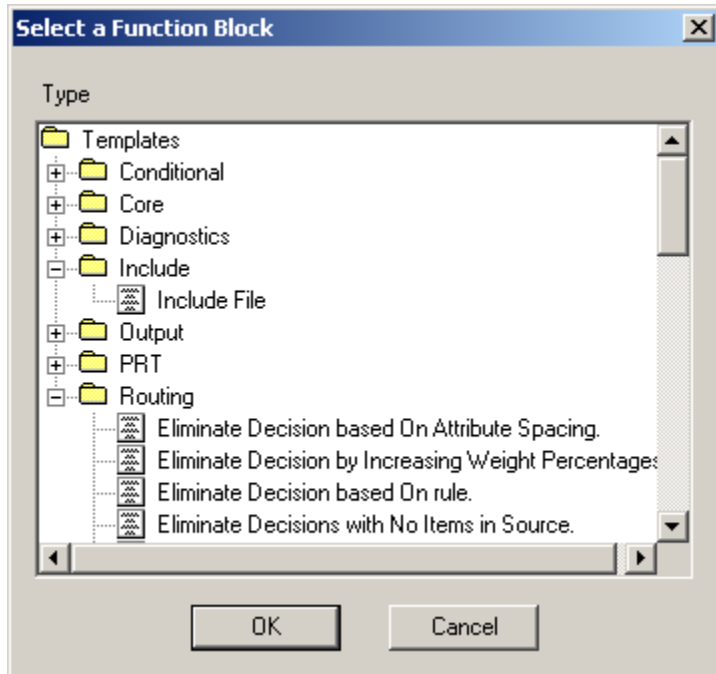 Select a Function Block
Type
Templates
Conditional
Core
Diagnostics
Include
Include File
Output
PRT
Routing
Eliminate Decision based On Attribute Spacing.
Eliminate Decision by Increasing Weight Percentages
Eliminate Decision based On rule.
Eliminate Decisions with No Items in Source.
OK
Cancel